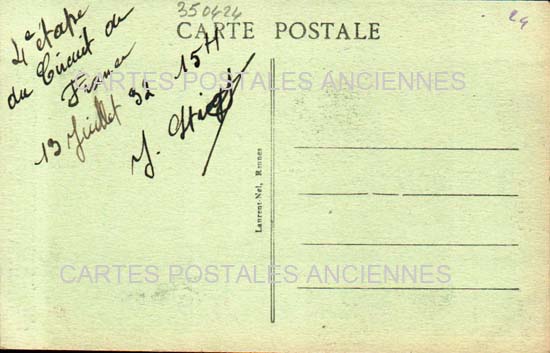 350424
24
CARTE POSTALE
4e étape
du Circuit de
France
13 Juillet 32 15H
J.
CARTES POSTALES ANCIENNES
Laurent-Nel, Rennes
CARTES POSTALES ANCIENNES